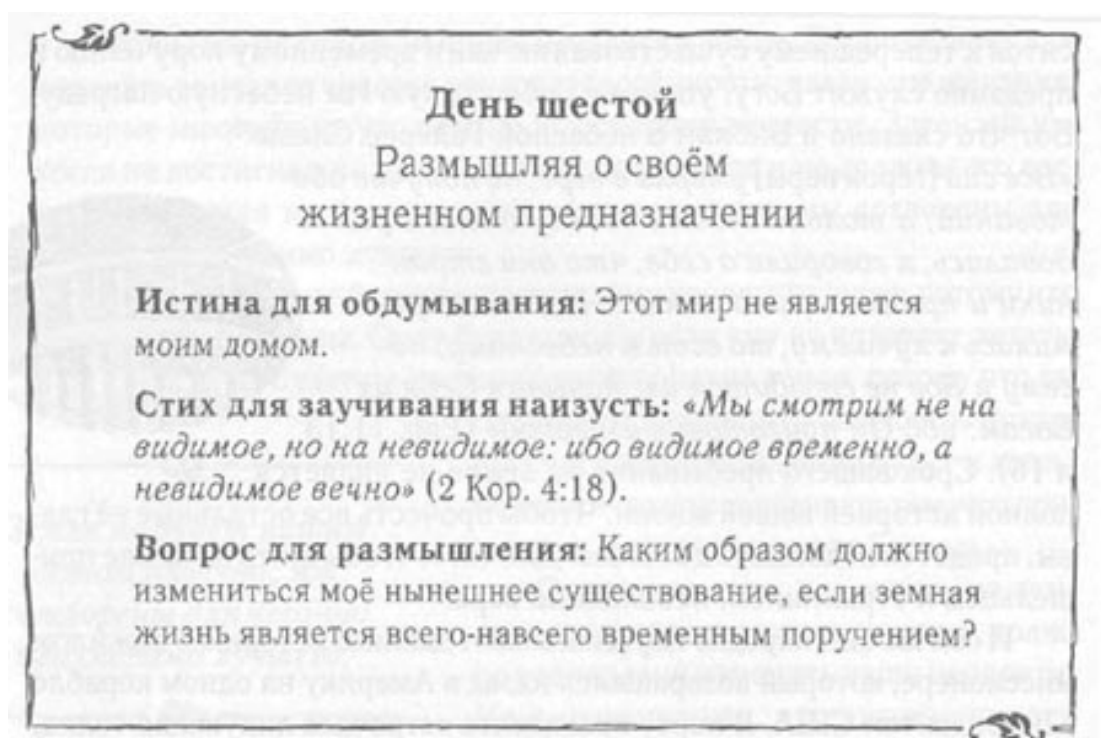 День шестой
Размышляя о своём
жизненном предназначении
Истина для обдумывания: Этот мир не является
моим домом.
Стих для заучивания наизусть: «Мы смотрим не на
видимое, но на невидимое: ибо видимое временно, а
невидимое вечно» (2 Кор. 4:18).
Вопрос для размышления: Каким образом должно
измениться моё нынешнее существование, если земная
жизнь является всего-навсего временным поручением?